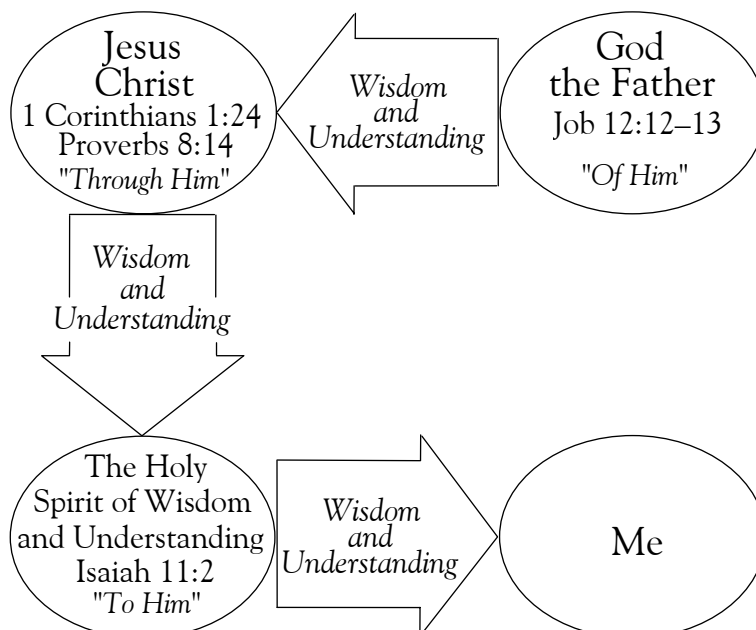 Jesus
Christ
1 Corinthians 1:24
Proverbs 8:14
"Through Him"
Wisdom
and
Understanding
God
the Father
Job 12:12–13
"Of Him"
Wisdom
and
Understanding
The Holy
Spirit of Wisdom
and Understanding
Isaiah 11:2
"To Him"
Wisdom
and
Understanding
Me